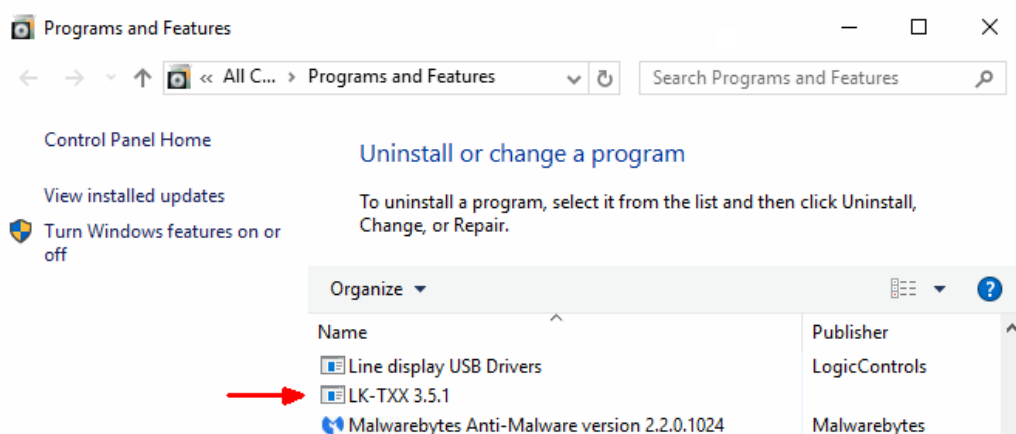 Programs and Features
« All C... › Programs and Features
Search Programs and Features
Control Panel Home
View installed updates
Turn Windows features on or
off
Uninstall or change a program
To uninstall a program, select it from the list and then click Uninstall,
Change, or Repair.
Organize
Name Publisher
Line display USB Drivers LogicControls
LK-TXX 3.5.1
Malwarebytes Anti-Malware version 2.2.0.1024 Malwarebytes